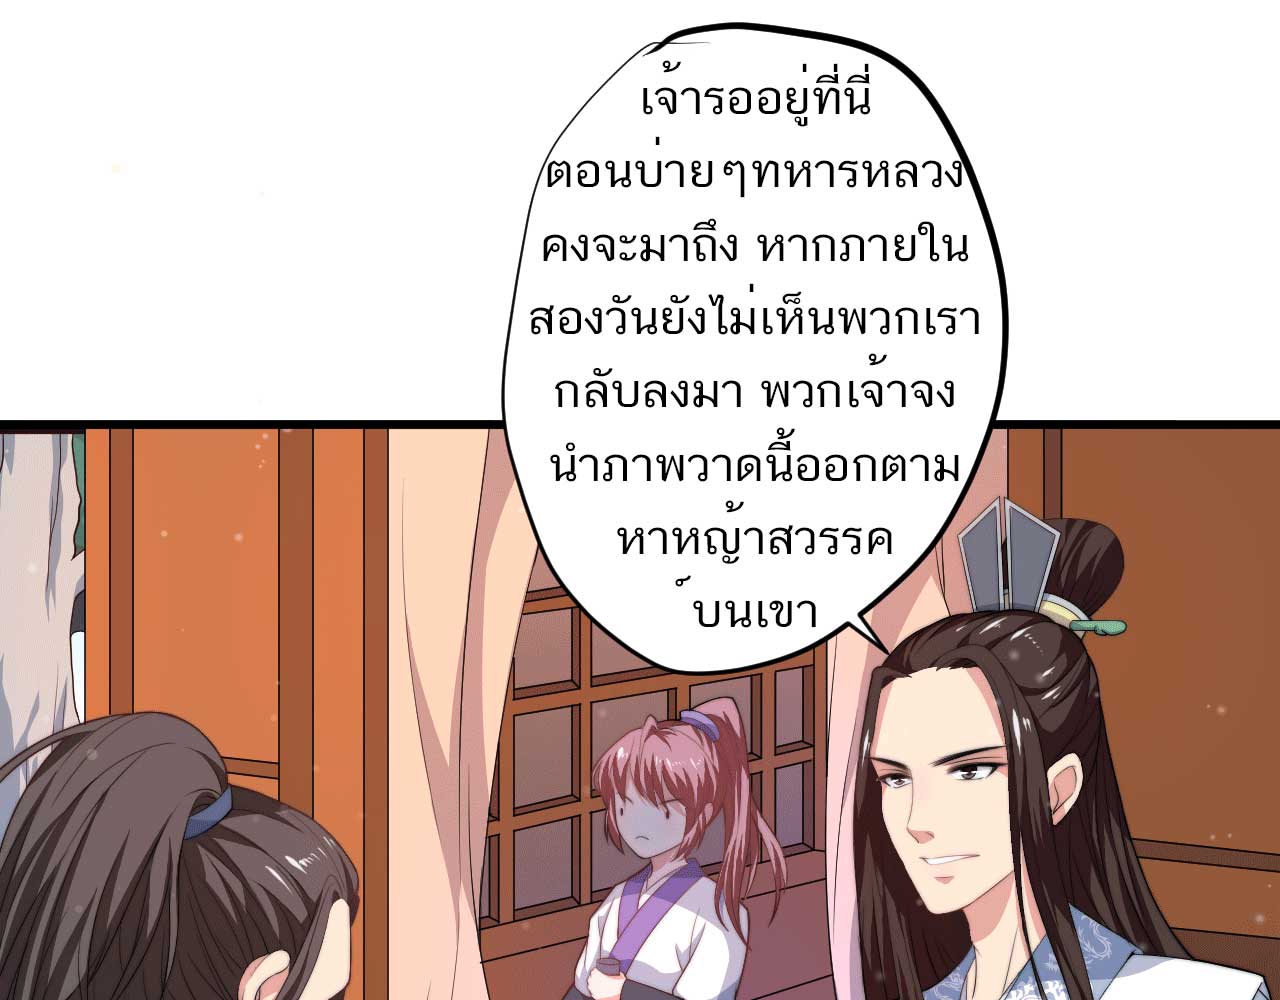 เจ้ารออยู่ที่นี่
ตอนบ่ายๆทหารหลวง
คงจะมาถึง หากภายใน
สองวันยังไม่เห็นพวกเรา
กลับลงมา พวกเจ้าจง
นำภาพวาดนี้ออกตาม
หาหญ้าสวรรค
์บนเขา